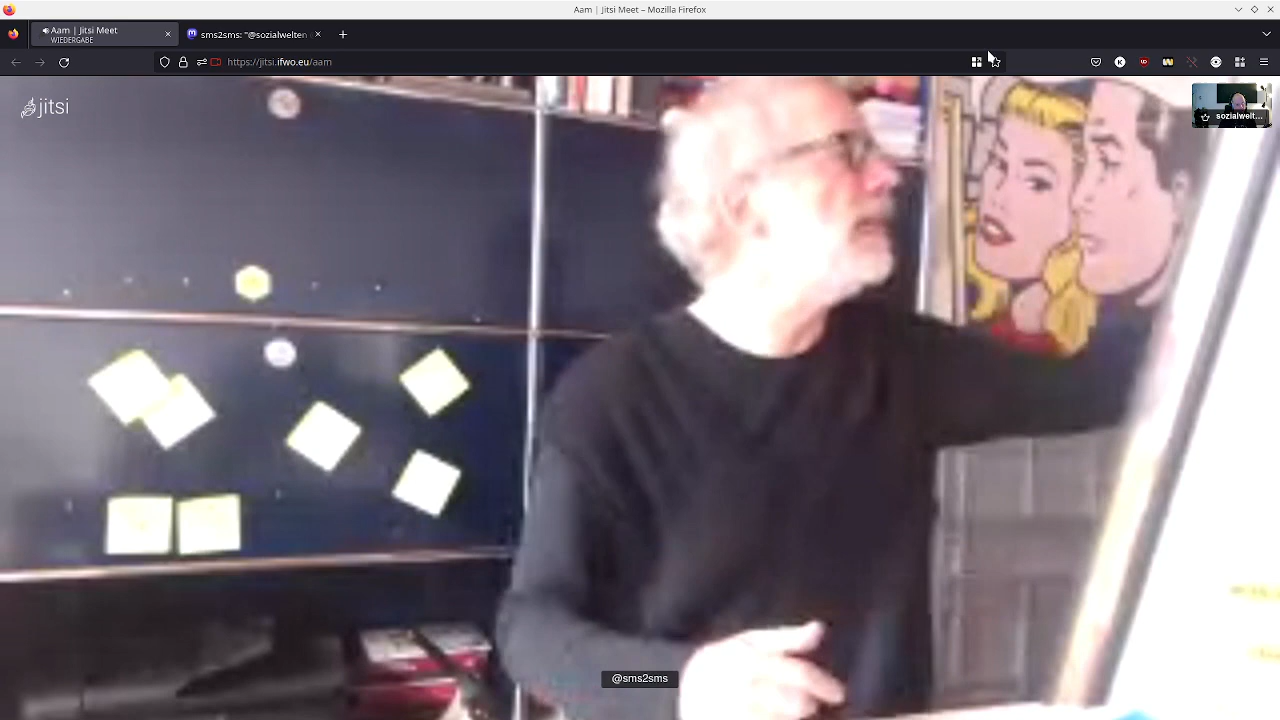 Aam | Jitsi Meet – Mozilla Firefox
Aam | Jitsi Meet
WIEDERGABE
sms2sms: "@sozialwelten
https://jitsi.ifwo.eu/aam
jitsi
sozialwelt...
@sms2sms